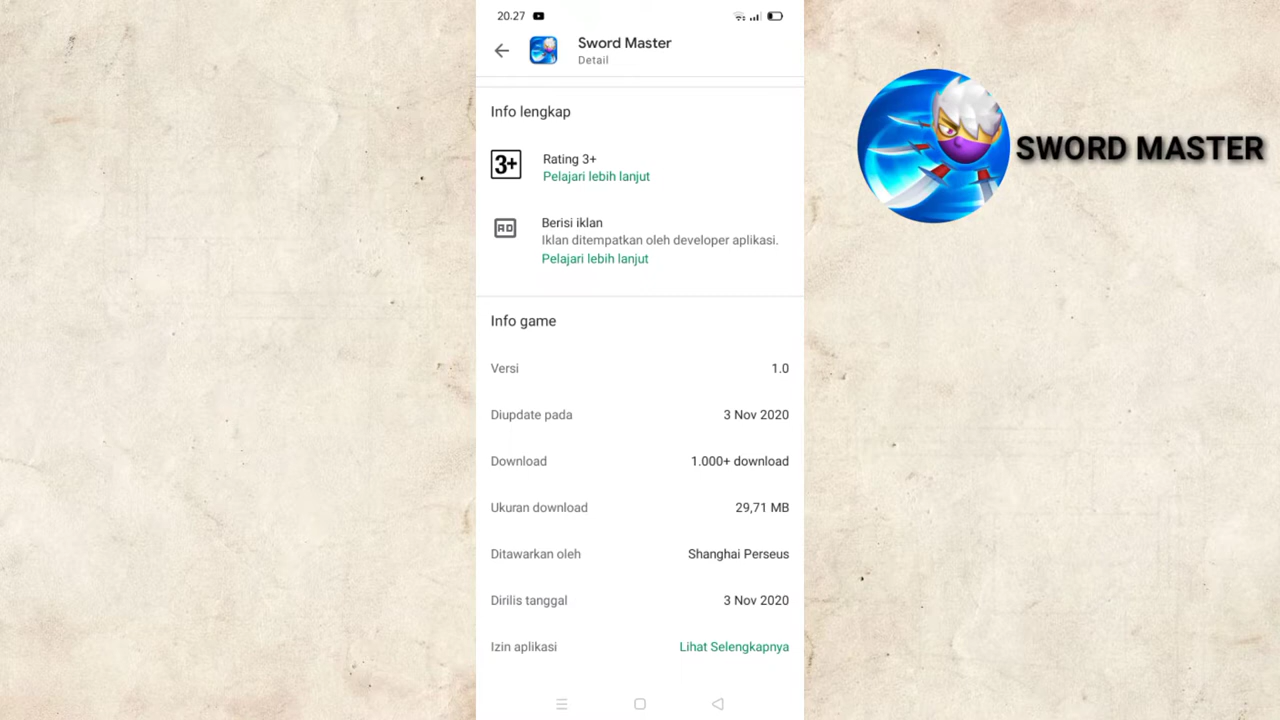 20.27
Sword Master
Detail
Info lengkap
3+
Rating 3+
Pelajari lebih lanjut
AD
Berisi iklan
Iklan ditempatkan oleh developer aplikasi.
Pelajari lebih lanjut
Info game
Versi 1.0
Diupdate pada 3 Nov 2020
Download 1.000+ download
Ukuran download 29,71 MB
Ditawarkan oleh Shanghai Perseus
Dirilis tanggal 3 Nov 2020
Izin aplikasi Lihat Selengkapnya
SWORD MASTER